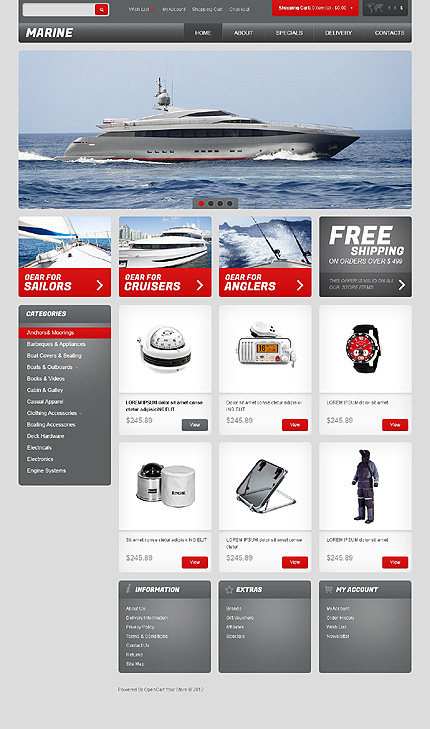 Wish List
My Account
Shopping Cart
Checkout
Shopping Cart: 0 item(s) - $0.00
€ £ $
MARINE
HOME
ABOUT
SPECIALS
DELIVERY
CONTACTS
GEAR FOR
SAILORS
GEAR FOR
CRUISERS
GEAR FOR
ANGLERS
FREE
SHIPPING
ON ORDERS OVER $ 499
THIS OFFER IS VALID ON ALL
OUR STORE ITEMS
CATEGORIES
Anchors& Moorings
Barbeques & Appliances
Boat Covers & Seating
Boats & Outboards
Books & Videos
Cabin & Galley
Casual Apparel
Clothing Accessories
Boating Accessories
Deck Hardware
Electricals
Electronics
Engine Systems
LOREM IPSUM dolor sit amet conse
ctetur adipisicING ELIT
$245.89
View
Dolor sit amet conse ctetur adipisic
ING ELIT
$245.89
View
LOREM IPSUM dolor sit amet
$245.89
View
Sit amet conse ctetur adipisic ING ELIT
$245.89
View
LOREM IPSUM dolor sit amet conse
ctetur
$245.89
View
LOREM IPSUM dolor sit amet
$245.89
View
INFORMATION
About Us
Delivery Information
Privacy Policy
Terms & Conditions
Contact Us
Returns
Site Map
EXTRAS
Brands
Gift Vouchers
Affiliates
Specials
MY ACCOUNT
My Account
Order History
Wish List
Newsletter
Powered By OpenCart Your Store © 2012